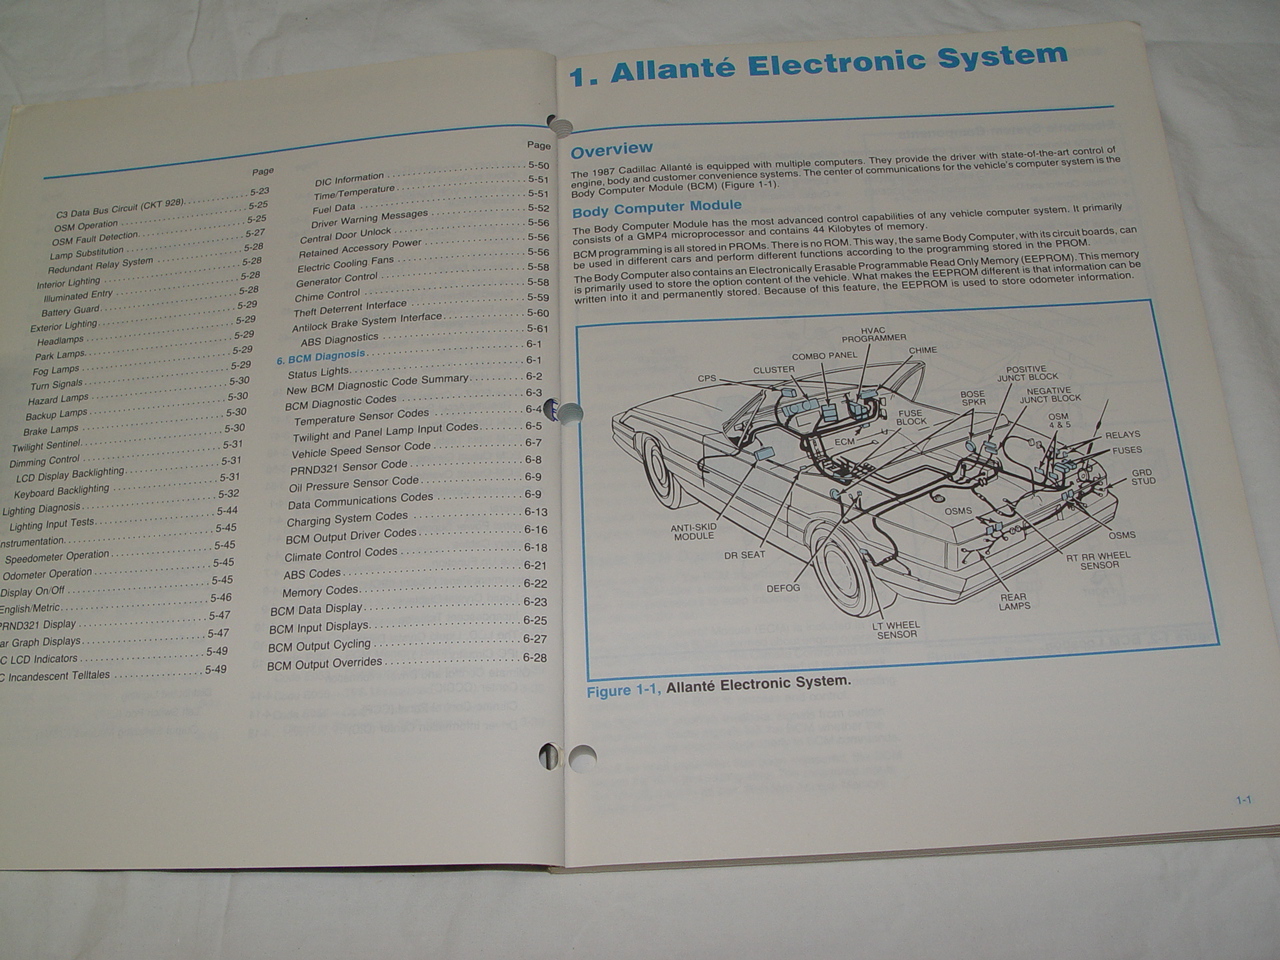 Page
C3 Data Bus Circuit (CKT 928) 5-23
OSM Operation 5-25
OSM Fault Detection 5-25
Lamp Substitution 5-27
Redundant Relay System 5-28
Interior Lighting 5-28
Illuminated Entry 5-28
Battery Guard 5-28
Exterior Lighting 5-29
Headlamps 5-29
Park Lamps 5-29
Fog Lamps 5-29
Turn Signals 5-29
Hazard Lamps 5-30
Backup Lamps 5-30
Brake Lamps 5-30
Twilight Sentinel 5-30
Dimming Control 5-31
LCD Display Backlighting 5-31
Keyboard Backlighting 5-31
Lighting Diagnosis 5-32
Lighting Input Tests 5-44
nstrumentation 5-45
Speedometer Operation 5-45
Odometer Operation 5-45
Display On/Off 5-45
English/Metric 5-46
PRND321 Display 5-47
ar Graph Displays 5-47
C LCD Indicators 5-49
C Incandescent Telltales 5-49
Page
DIC Information 5-50
Time/Temperature 5-51
Fuel Data 5-51
Driver Warning Messages 5-52
Central Door Unlock 5-56
Retained Accessory Power 5-56
Electric Cooling Fans 5-56
Generator Control 5-58
Chime Control 5-58
Theft Deterrent Interface 5-59
Antilock Brake System Interface 5-60
ABS Diagnostics 5-61
6. BCM Diagnosis 6-1
Status Lights 6-1
New BCM Diagnostic Code Summary 6-2
BCM Diagnostic Codes 6-3
Temperature Sensor Codes 6-4
Twilight and Panel Lamp Input Codes 6-5
Vehicle Speed Sensor Code 6-7
PRND321 Sensor Code 6-8
Oil Pressure Sensor Code 6-9
Data Communications Codes 6-9
Charging System Codes 6-13
BCM Output Driver Codes 6-16
Climate Control Codes 6-18
ABS Codes 6-21
Memory Codes 6-22
BCM Data Display 6-23
BCM Input Displays 6-25
BCM Output Cycling 6-27
BCM Output Overrides 6-28
1. Allanté Electronic System
Overview
The 1987 Cadillac Allanté is equipped with multiple computers. They provide the driver with state-of-the-art control of
engine, body and customer convenience systems. The center of communications for the vehicle's computer system is the
Body Computer Module (BCM) (Figure 1-1).
Body Computer Module
The Body Computer Module has the most advanced control capabilities of any vehicle computer system. It primarily
consists of a GMP4 microprocessor and contains 44 Kilobytes of memory.
BCM programming is all stored in PROMs. There is no ROM. This way, the same Body Computer, with its circuit boards, can
be used in different cars and perform different functions according to the programming stored in the PROM.
The Body Computer also contains an Electronically Erasable Programmable Read Only Memory (EEPROM). This memory
is primarily used to store the option content of the vehicle. What makes the EEPROM different is that information can be
written into it and permanently stored. Because of this feature, the EEPROM is used to store odometer information.
HVAC
PROGRAMMER
COMBO PANEL
CHIME
CLUSTER
CPS
POSITIVE
JUNCT BLOCK
NEGATIVE
JUNCT BLOCK
BOSE
SPKR
FUSE
BLOCK
OSM
4 & 5
ECM
RELAYS
FUSES
GRD
STUD
OSMS
ANTI-SKID
MODULE
DR SEAT
OSMS
RT RR WHEEL
SENSOR
DEFOG
REAR
LAMPS
LT WHEEL
SENSOR
Figure 1-1, Allanté Electronic System.
1-1